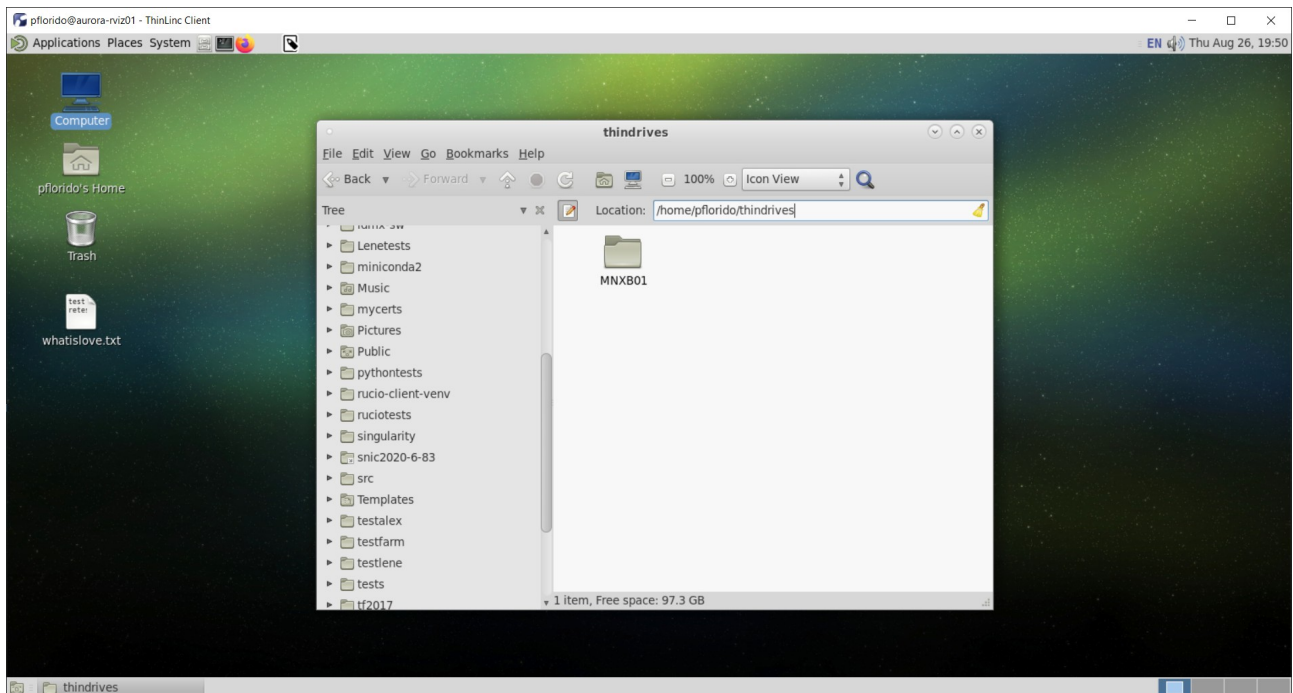 pflorido@aurora-rviz01 - ThinLinc Client
Applications Places System EN Thu Aug 26, 19:50
Computer
pflorido's Home
Trash
test
whatislove.txt
thindrives
File Edit View Go Bookmarks Help
Back Forward 100% Icon View
Tree Location: /home/pflorido/thindrives
Lenetests
miniconda2
Music
mycerts
Pictures
Public
pythontests
rucio-client-venv
ruciotests
singularity
snic2020-6-83
src
Templates
testalex
testfarm
testlene
tests
tf2017
MNXB01
1 item, Free space: 97.3 GB
thindrives